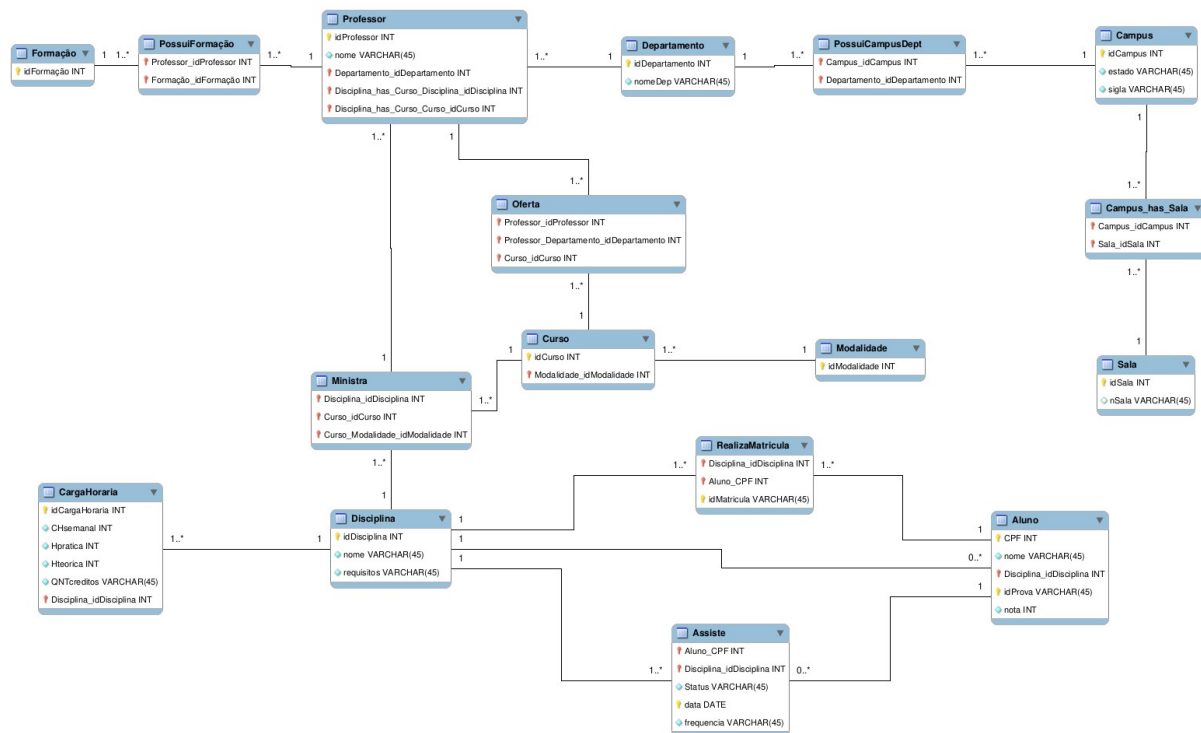 Professor
idProfessor INT
nome VARCHAR(45)
Departamento_idDepartamento INT
Disciplina_has_Curso_Disciplina_idDisciplina INT
Disciplina_has_Curso_Curso_idCurso INT
Formação
idFormação INT
1 1..*
PossuiFormação
Professor_idProfessor INT
Formação_idFormação INT
1..* 1
1..* 1
Departamento
idDepartamento INT
nomeDep VARCHAR(45)
1 1..*
PossuiCampusDept
Campus_idCampus INT
Departamento_idDepartamento INT
1..* 1
Campus
idCampus INT
estado VARCHAR(45)
sigla VARCHAR(45)
1..*
1
1
1..*
1..*
Oferta
Professor_idProfessor INT
Professor_Departamento_idDepartamento INT
Curso_idCurso INT
Campus_has_Sala
Campus_idCampus INT
Sala_idSala INT
1..*
1..*
1
1
Curso
idCurso INT
Modalidade_idModalidade INT
1
1..* 1
Modalidade
idModalidade INT
1
Sala
idSala INT
nSala VARCHAR(45)
1
Ministra
Disciplina_idDisciplina INT
Curso_idCurso INT
Curso_Modalidade_idModalidade INT
1..*
1..*
1
RealizaMatricula
Disciplina_idDisciplina INT
Aluno_CPF INT
idMatricula VARCHAR(45)
1..* 1..*
CargaHoraria
idCargaHoraria INT
CHsemanal INT
Hpratica INT
Hteorica INT
QNTcreditos VARCHAR(45)
Disciplina_idDisciplina INT
1..* 1
Disciplina
idDisciplina INT
nome VARCHAR(45)
requisitos VARCHAR(45)
1
1
1
Aluno
CPF INT
nome VARCHAR(45)
Disciplina_idDisciplina INT
idProva VARCHAR(45)
nota INT
1
0..*
1
Assiste
Aluno_CPF INT
Disciplina_idDisciplina INT
Status VARCHAR(45)
data DATE
frequencia VARCHAR(45)
1..* 0..*